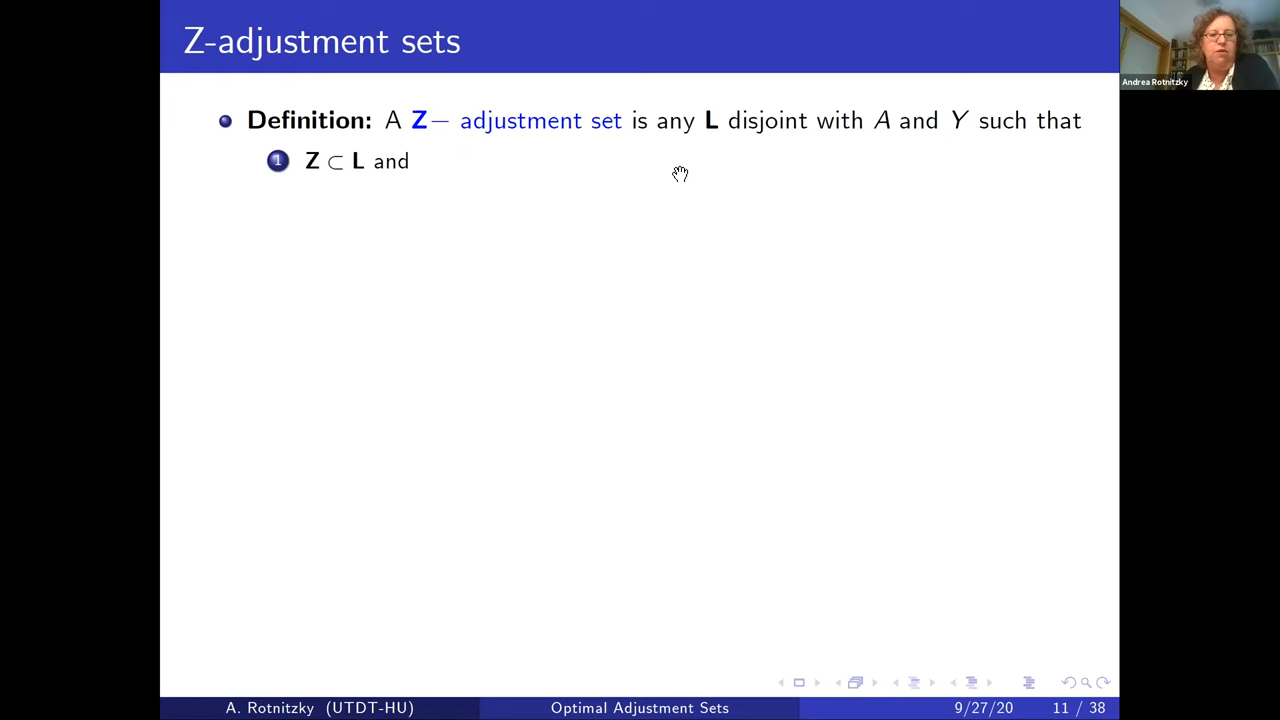 Z-adjustment sets
Andrea Rotnitzky
Definition: A Z− adjustment set is any L disjoint with A and Y such that
1 Z ⊂ L and
A. Rotnitzky (UTDT-HU) Optimal Adjustment Sets 9/27/20 11 / 38